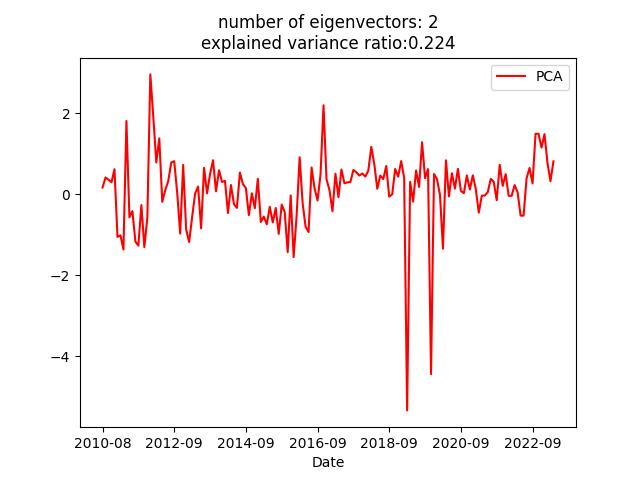 number of eigenvectors: 2
explained variance ratio:0.224
PCA
2
0
−2
−4
2010-08 2012-09 2014-09 2016-09 2018-09 2020-09 2022-09
Date